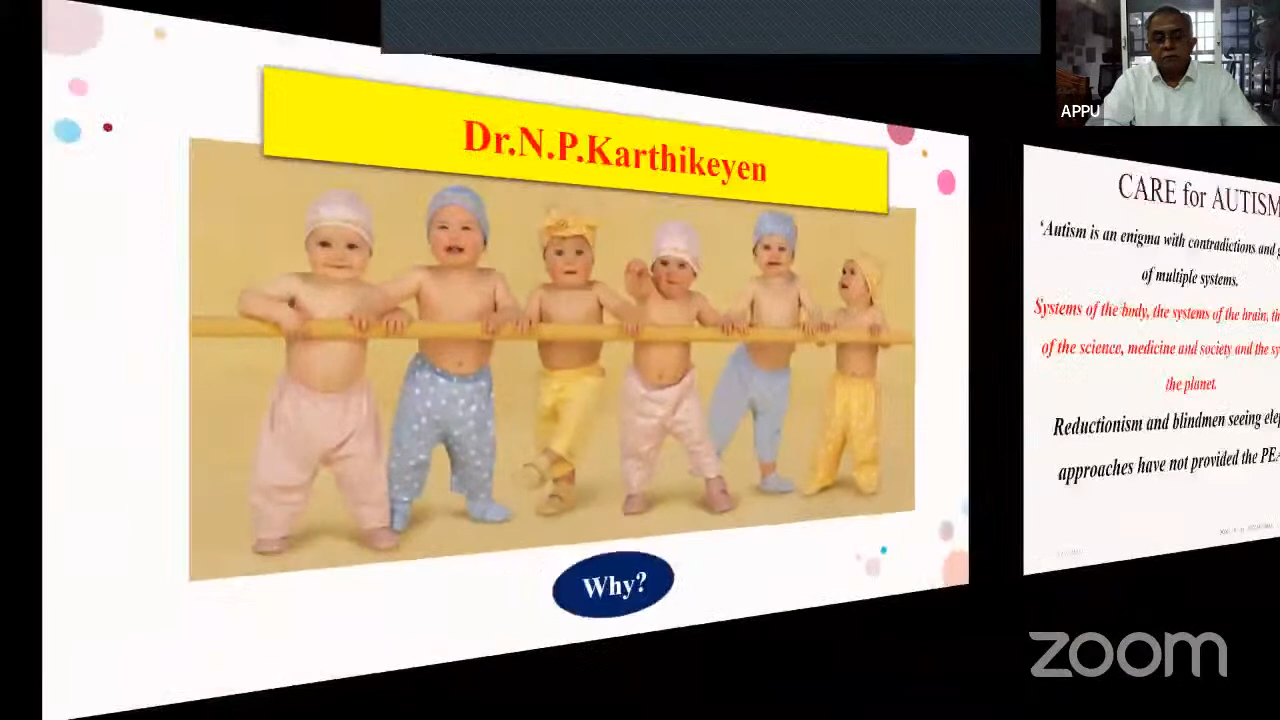 Dr.N.P.Karthikeyen
Why?
APPU
CARE for AUTISM
‘Autism is an enigma with contradictions and
of multiple systems.
Systems of the body, the systems of the brain,
of the science, medicine and society and the
the planet.
Reductionism and blindmen seeing
approaches have not provided the
zoom